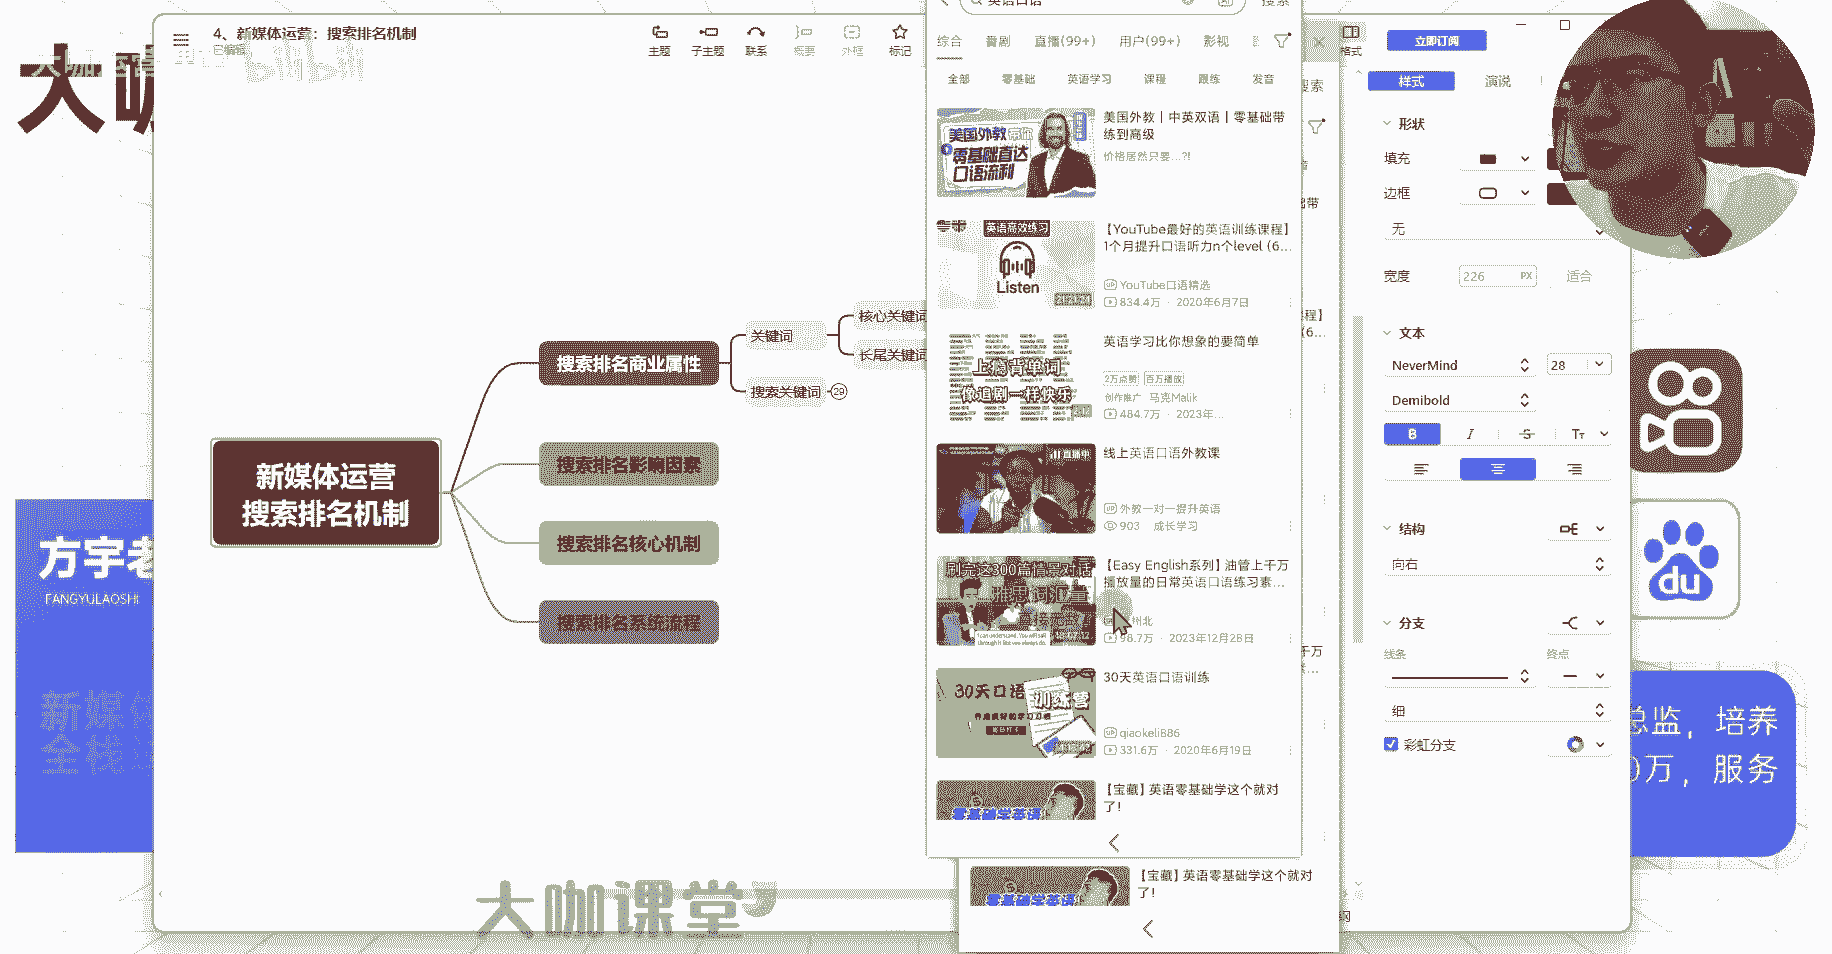 大咖
bilibili
4、新媒体运营：搜索排名机制
已编辑
主题
子主题
联系
概要
外框
标记
格式
立即订阅
新媒体运营
搜索排名机制
搜索排名商业属性
搜索排名影响因素
搜索排名核心机制
搜索排名系统流程
关键词
搜索关键词
29
核心关键词
长尾关键词
英语口语
搜索
综合
番剧
直播(99+)
用户(99+)
影视
全部
零基础
英语学习
课程
跟练
发音
美国外教带你
零基础直达
口语流利
美国外教丨中英双语丨零基础带
练到高级
价格居然只要...?!
英语高效练习
Listen
【YouTube最好的英语训练课程】
1个月提升口语听力n个level (6...
YouTube口语精选
834.4万 · 2020年6月7日
上瘾背单词
像追剧一样快乐
英语学习比你想象的要简单
2万点赞
百万播放
创作推广 马克Malik
484.7万 · 2023年...
直播中
线上英语口语外教课
外教一对一提升英语
903 成长学习
刷完这300篇情景对话
雅思词汇量
【Easy English系列】油管上千万
播放量的日常英语口语练习素...
州北
98.7万 · 2023年12月28日
30天口语
训练营
30天英语口语训练
qiaokeli886
331.6万 · 2020年6月19日
零基础学英语
【宝藏】英语零基础学这个就对
了!
零基础学英语
【宝藏】英语零基础学这个就对
了!
样式
演说
形状
填充
边框
无
宽度
226
PX
适合
文本
NeverMind
28
Demibold
B
I
S
Tт
结构
向右
分支
线条
终点
细
彩虹分支
方宇老
FANGYULAOSHI
新媒体
全栈
du
总监，培养
0万，服务
大咖课堂